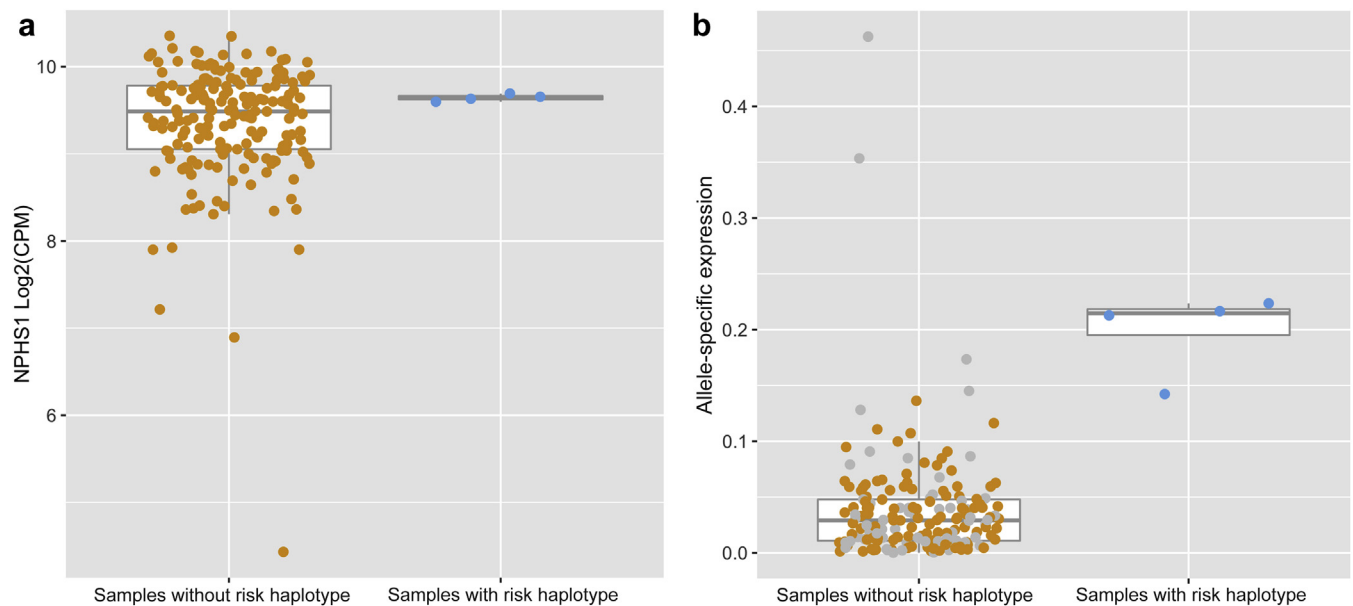 a
b
NPHS1 Log2(CPM)
10
8
6
Samples without risk haplotype
Samples with risk haplotype
Allele-specific expression
0.4
0.3
0.2
0.1
0.0
Samples without risk haplotype
Samples with risk haplotype